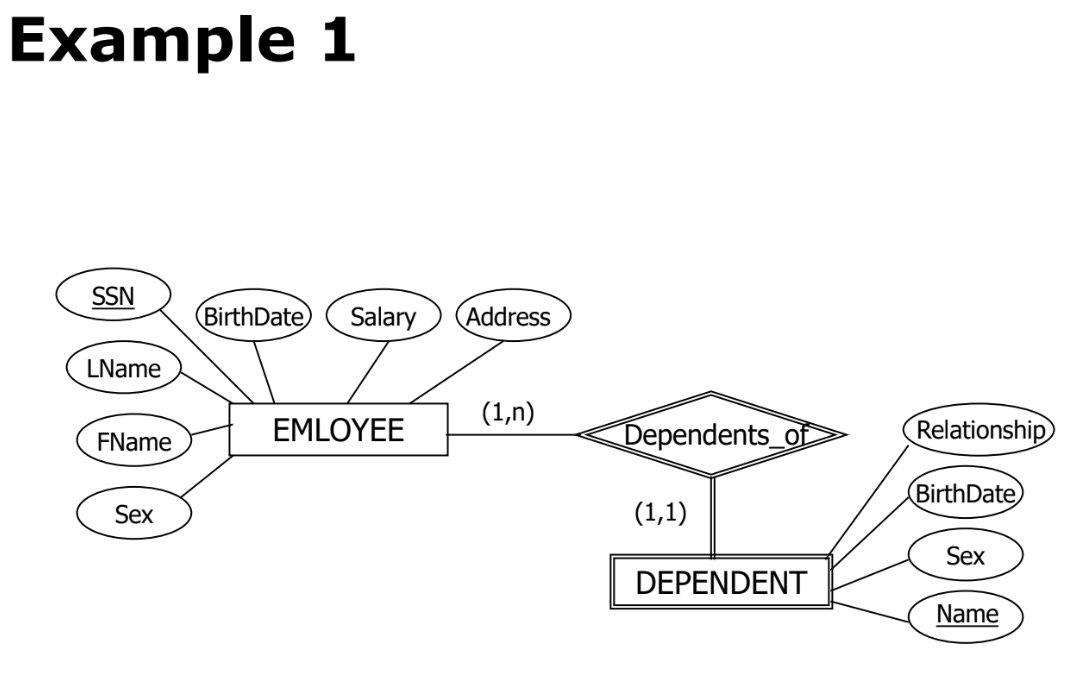 Example 1
SSN
BirthDate
Salary
Address
LName
FName
Sex
EMLOYEE
(1,n)
Dependents_of
(1,1)
DEPENDENT
Relationship
BirthDate
Sex
Name